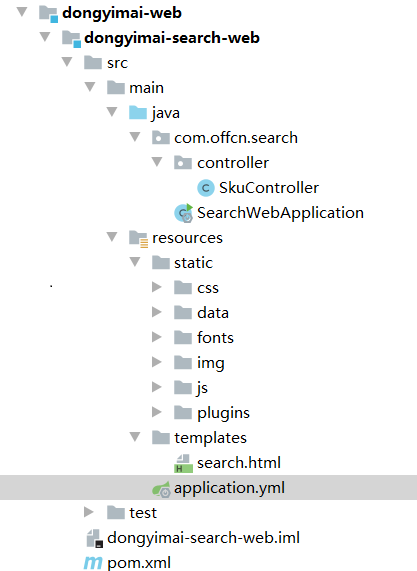 dongyimai-web
dongyimai-search-web
src
main
java
com.offcn.search
controller
SkuController
SearchWebApplication
resources
static
css
data
fonts
img
js
plugins
templates
search.html
application.yml
test
dongyimai-search-web.iml
pom.xml